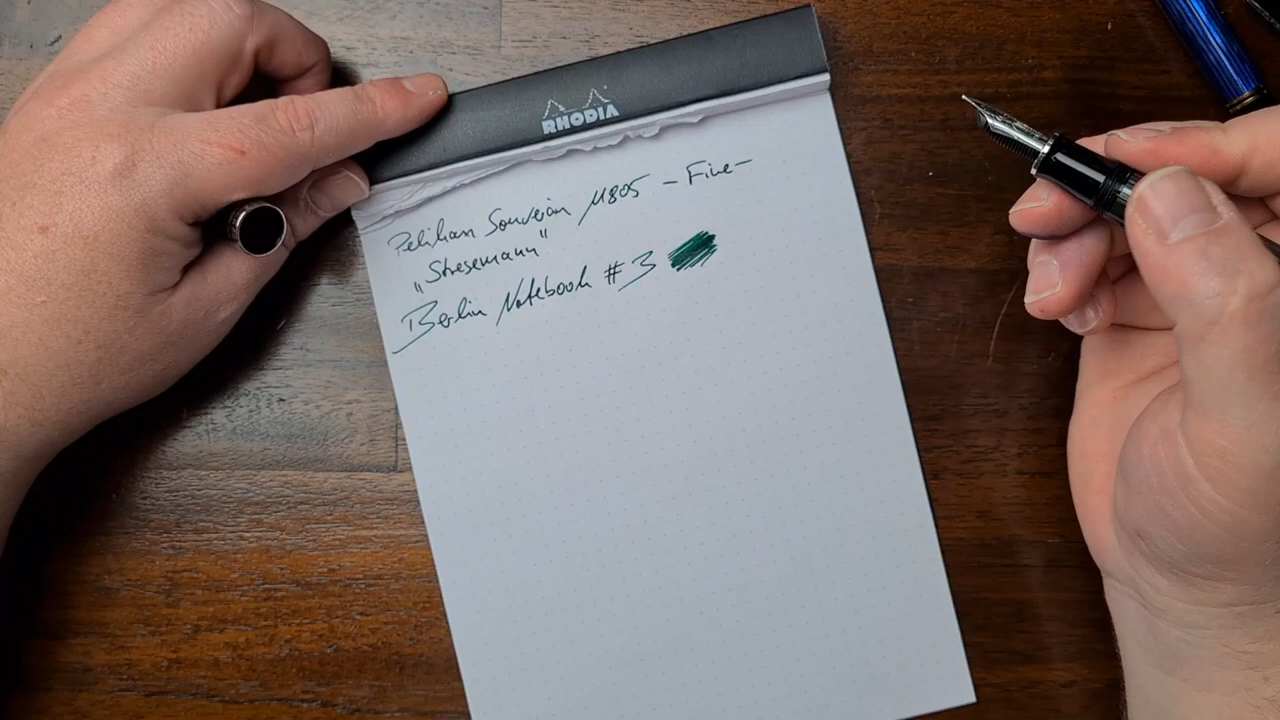 RHODIA
Pelikan Souverän M805 – Fine –
„Stresemann"
Berlin Notebook #3